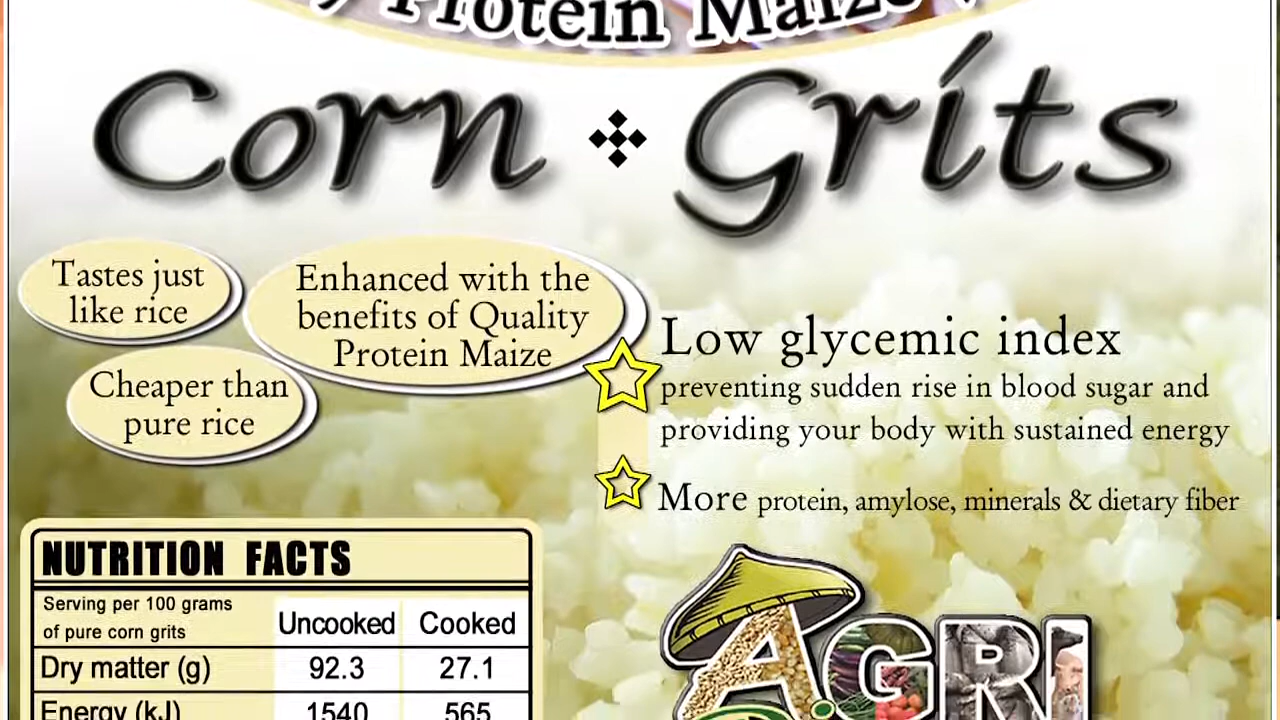 Protein Maize
Corn Grits
Tastes just
like rice
Enhanced with the
benefits of Quality
Protein Maize
Cheaper than
pure rice
Low glycemic index
preventing sudden rise in blood sugar and
providing your body with sustained energy
More protein, amylose, minerals & dietary fiber
NUTRITION FACTS
Serving per 100 grams
of pure corn grits
Uncooked Cooked
Dry matter (g) 92.3 27.1
Energy (kJ) 1540 565
AGRI